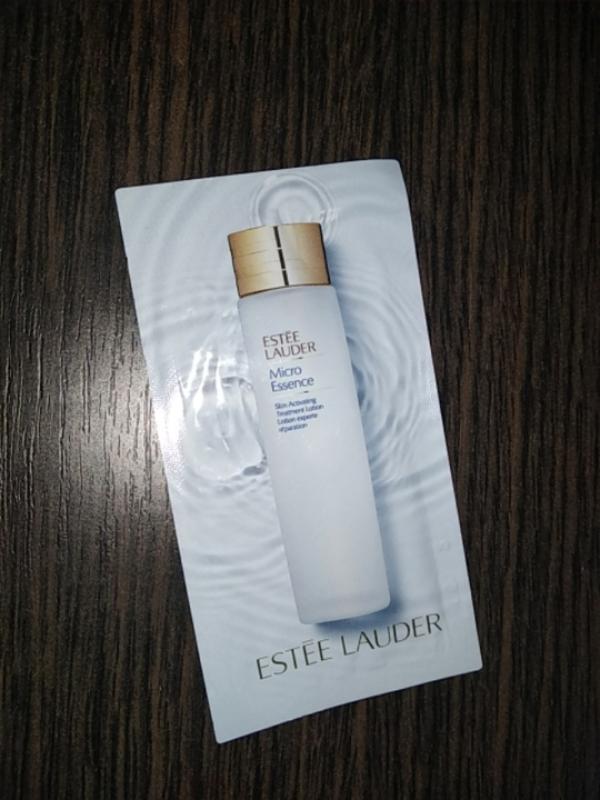 ESTĒE
LAUDER
Micro
Essence
Skin Activating
Treatment Lotion
Lotion experte
réparation
ESTĒE LAUDER